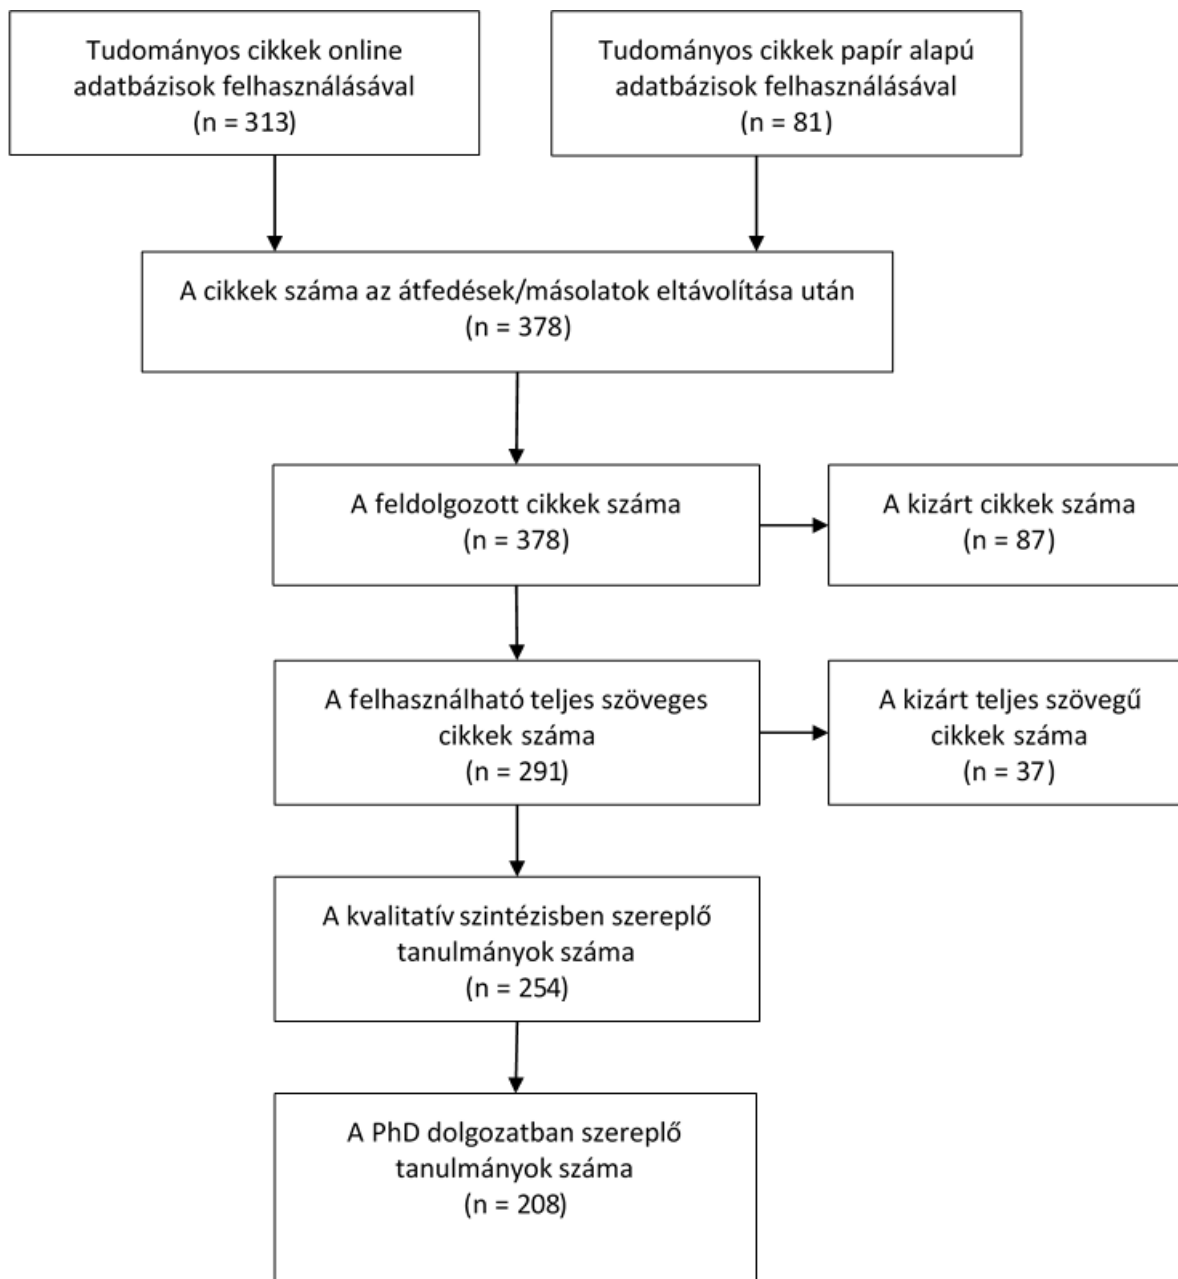 Tudományos cikkek online
adatbázisok felhasználásával
(n = 313)
Tudományos cikkek papír alapú
adatbázisok felhasználásával
(n = 81)
A cikkek száma az átfedések/másolatok eltávolítása után
(n = 378)
A feldolgozott cikkek száma
(n = 378)
A kizárt cikkek száma
(n = 87)
A felhasználható teljes szöveges
cikkek száma
(n = 291)
A kizárt teljes szövegű
cikkek száma
(n = 37)
A kvalitatív szintézisben szereplő
tanulmányok száma
(n = 254)
A PhD dolgozatban szereplő
tanulmányok száma
(n = 208)